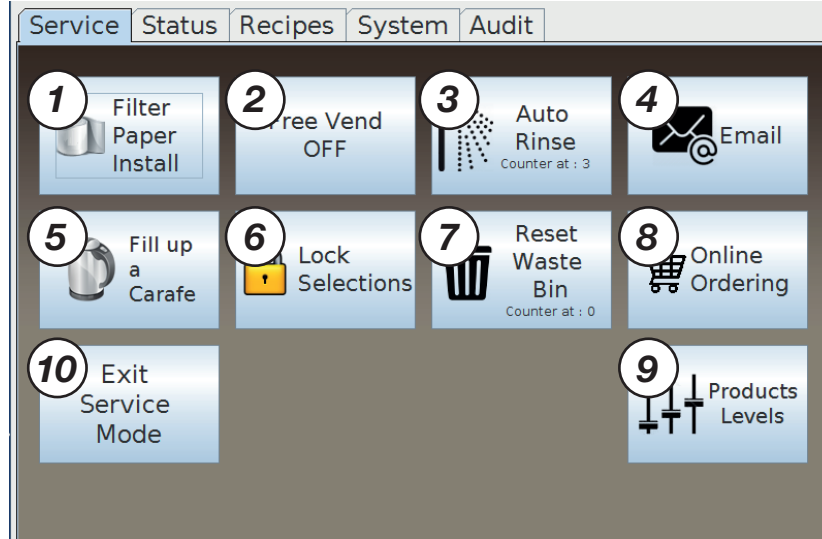 Service Status Recipes System Audit
1
Filter
Paper
Install
2
Free Vend
OFF
3
Auto
Rinse
Counter at : 3
4
Email
@
5
Fill up
a
Carafe
6
Lock
Selections
7
Reset
Waste
Bin
Counter at : 0
8
Online
Ordering
10
Exit
Service
Mode
9
Products
Levels